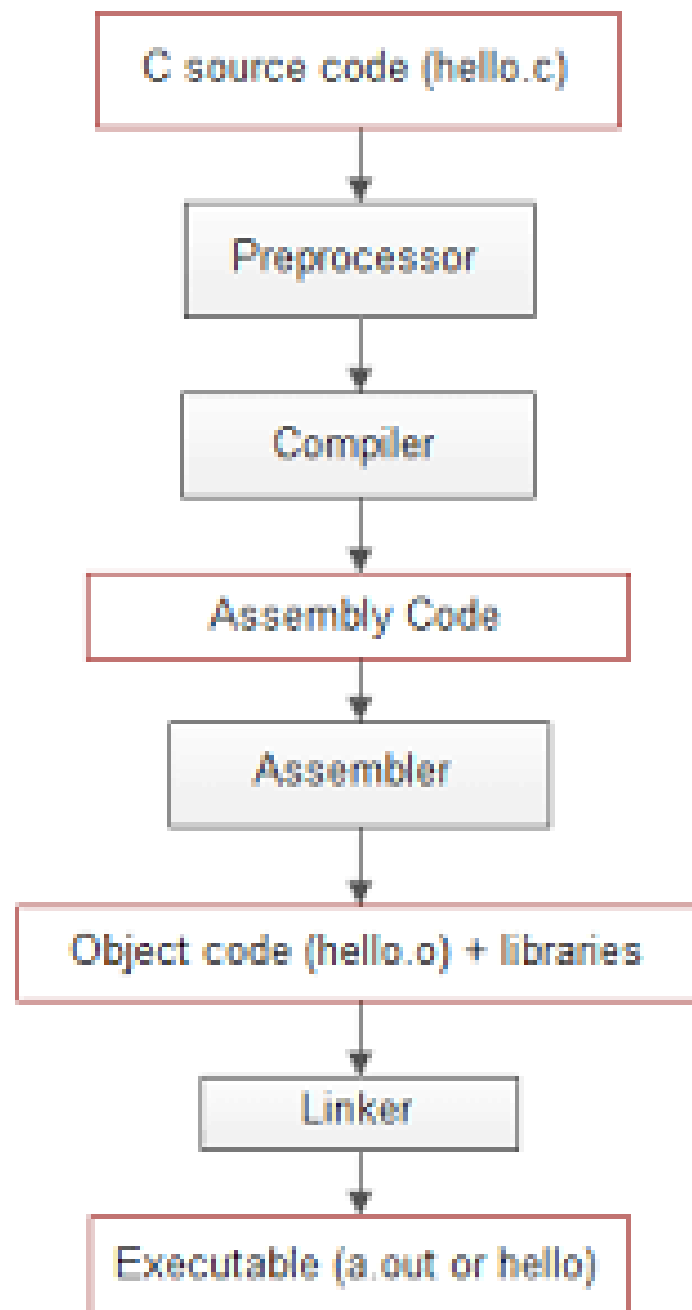 C source code (hello.c)
Preprocessor
Compiler
Assembly Code
Assembler
Object code (hello.o) + libraries
Linker
Executable (a.out or hello)